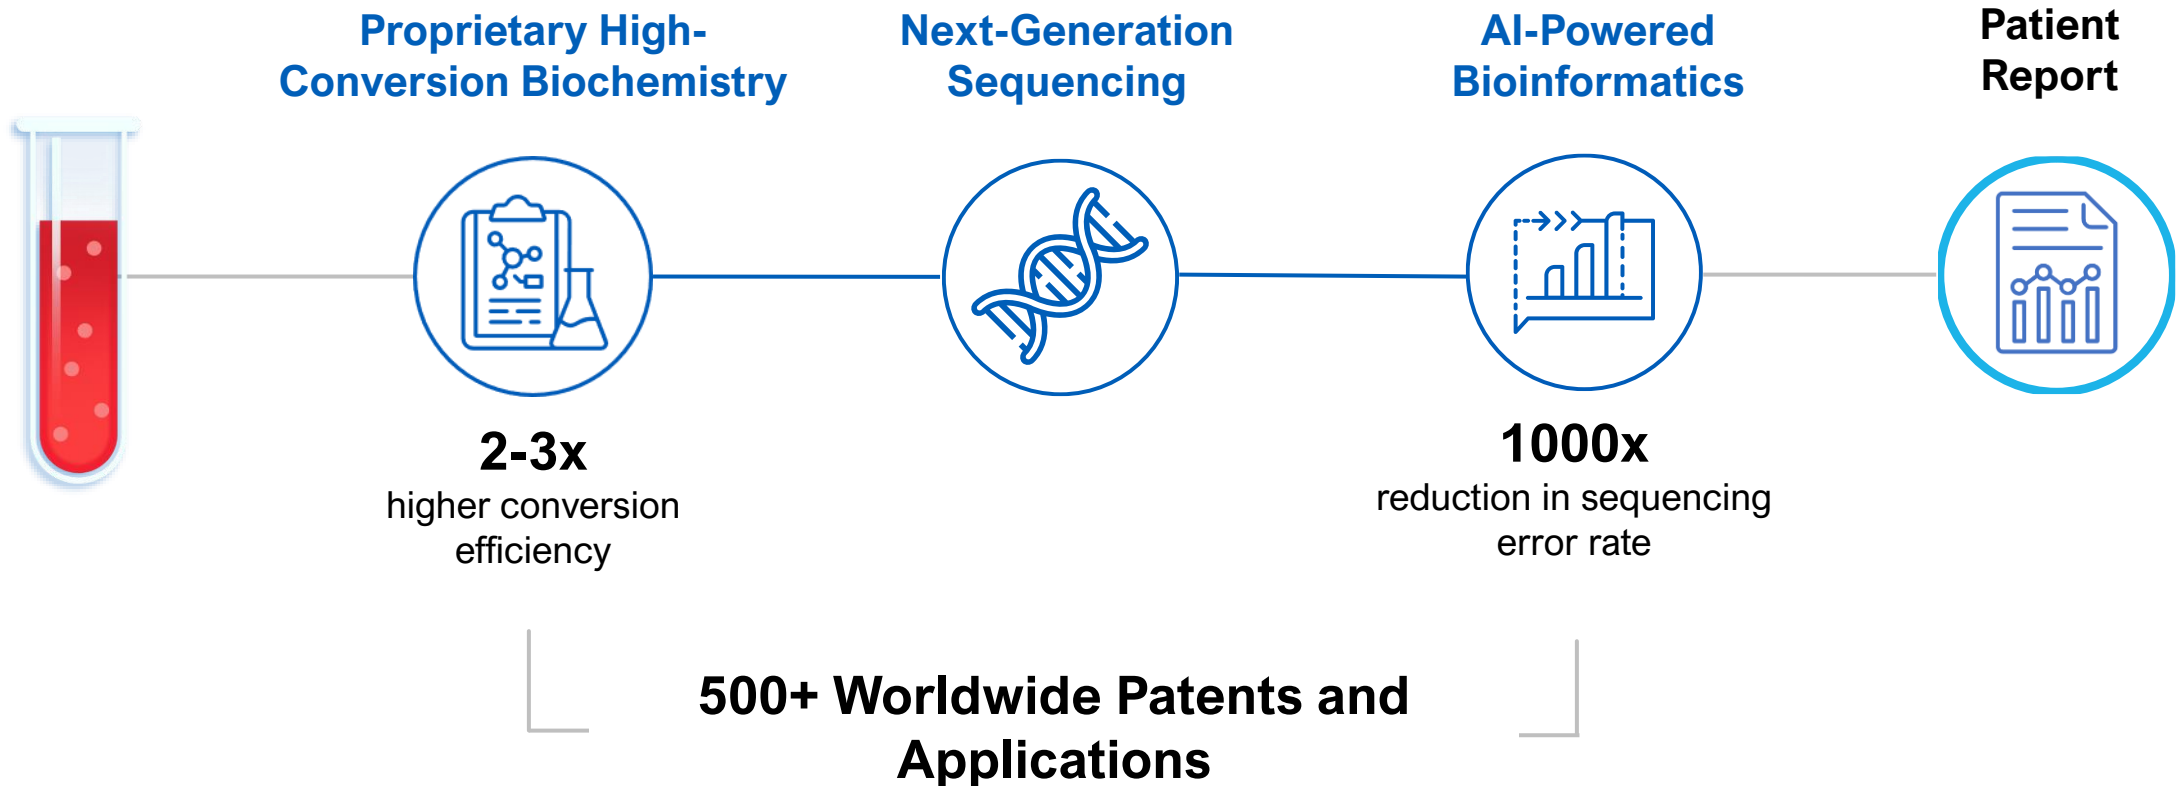 Proprietary High-
Conversion Biochemistry
Next-Generation
Sequencing
AI-Powered
Bioinformatics
Patient
Report
2-3x
higher conversion
efficiency
1000x
reduction in sequencing
error rate
500+ Worldwide Patents and
Applications